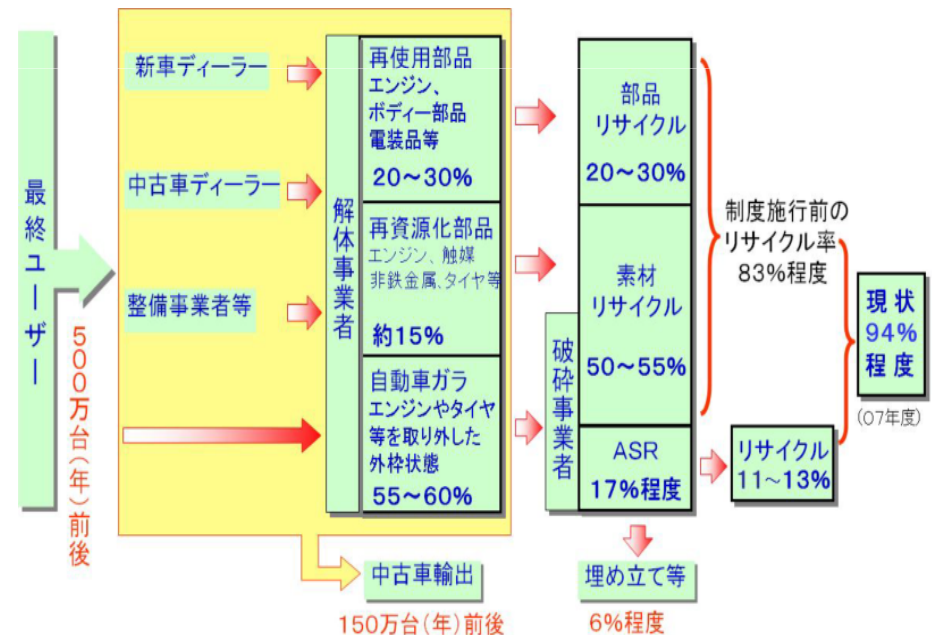 最終ユーザー
500万台(年)前後
新車ディーラー
中古車ディーラー
整備事業者等
解体事業者
再使用部品
エンジン、
ボディー部品
電装品等
20〜30%
再資源化部品
エンジン、触媒
非鉄金属、タイヤ等
約15%
自動車ガラ
エンジンやタイヤ
等を取り外した
外枠状態
55〜60%
中古車輸出
150万台(年)前後
破砕事業者
部品
リサイクル
20〜30%
素材
リサイクル
50〜55%
ASR
17%程度
埋め立て等
6%程度
制度施行前の
リサイクル率
83%程度
リサイクル
11〜13%
現状
94%
程度
(07年度)